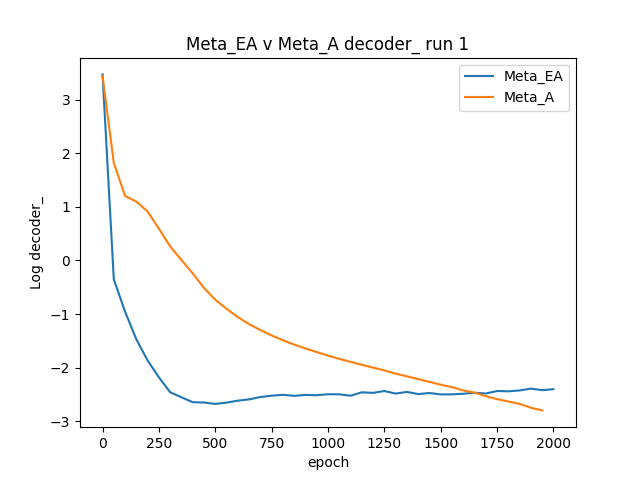 Meta_EA v Meta_A decoder_ run 1
Meta_EA
Meta_A
3
2
1
0
−1
−2
−3
Log decoder_
0 250 500 750 1000 1250 1500 1750 2000
epoch